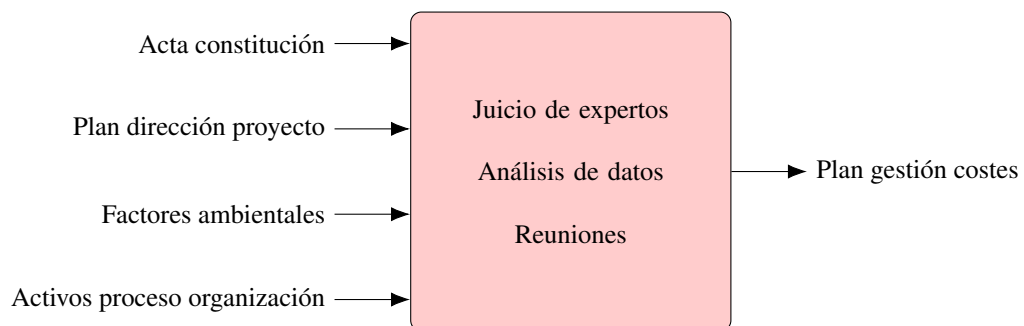 Acta constitución
Plan dirección proyecto
Factores ambientales
Activos proceso organización
Juicio de expertos
Análisis de datos
Reuniones
Plan gestión costes